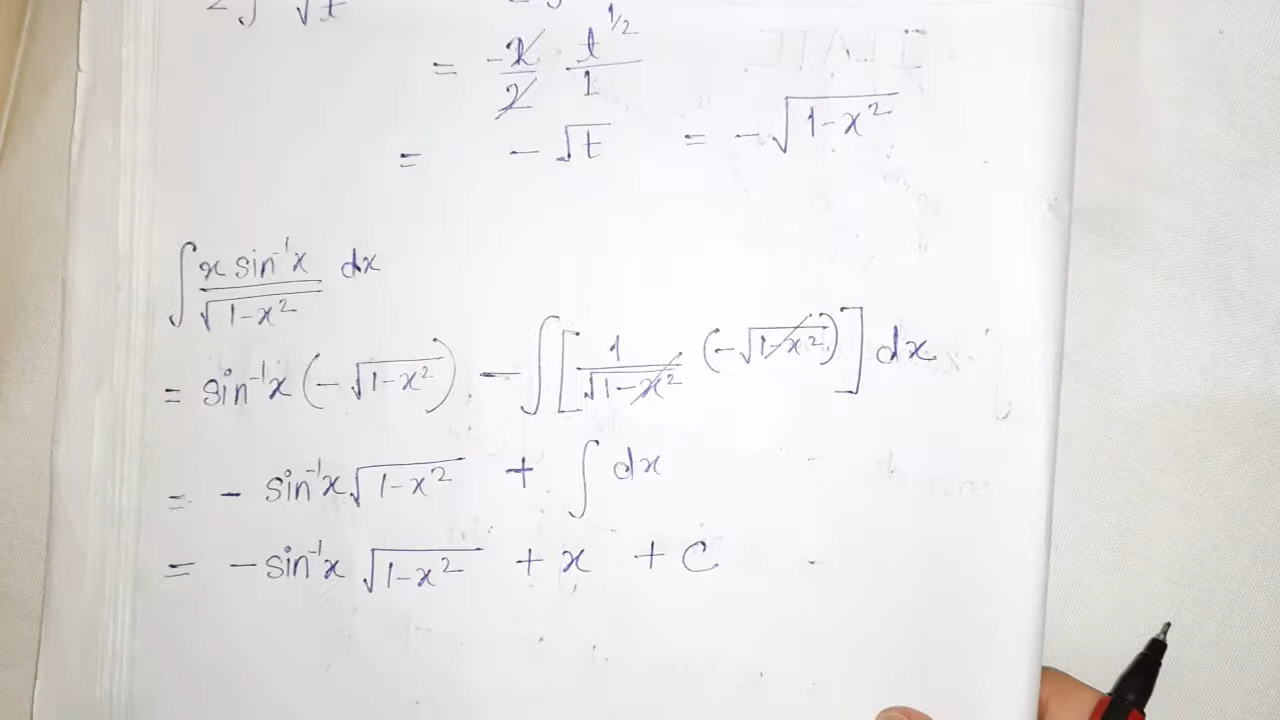 √t
= -2/2 t^1/2/1
= -√t = -√1-x²
∫ x sin⁻¹x/√1-x² dx
= sin⁻¹x (-√1-x²) - ∫ [1/√1-x² (-√1-x²)] dx
= - sin⁻¹x √1-x² + ∫ dx
= - sin⁻¹x √1-x² + x + C